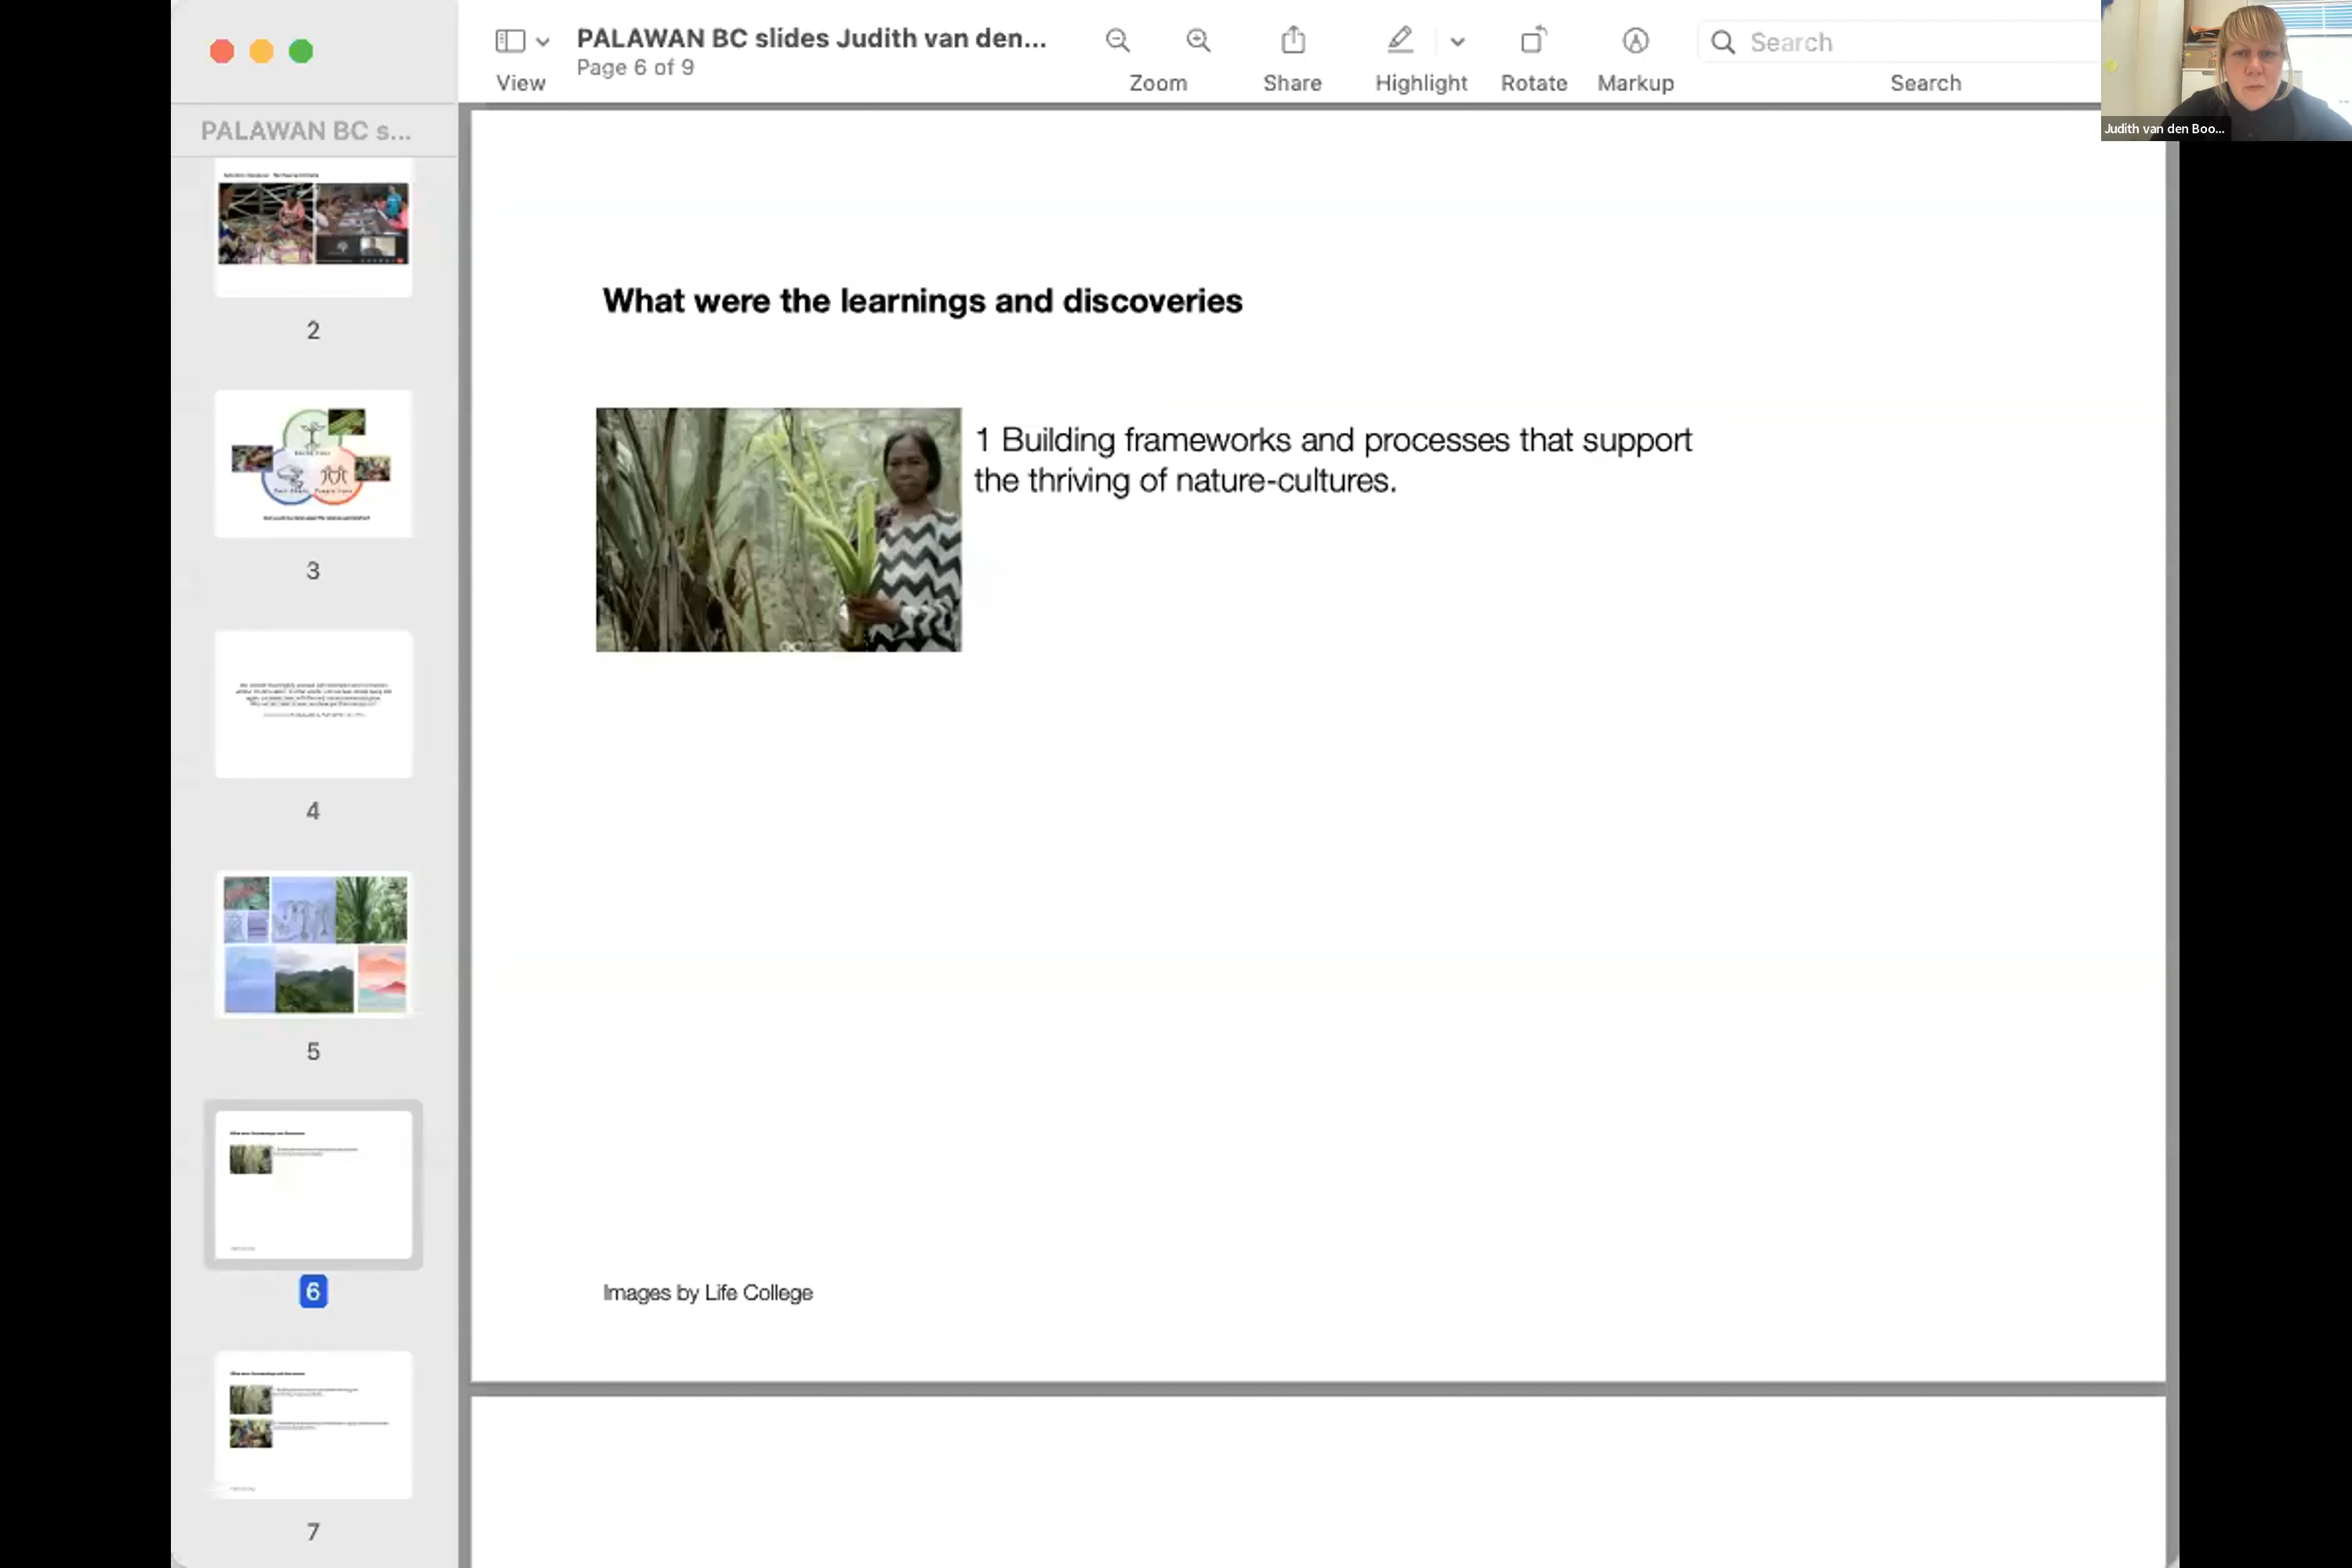 PALAWAN BC slides Judith van den...
Page 6 of 9
View
Zoom
Share
Highlight
Rotate
Markup
Search
Search
Judith van den Boo...
PALAWAN BC s...
2
3
4
5
6
7
What were the learnings and discoveries
1 Building frameworks and processes that support
the thriving of nature-cultures.
Images by Life College